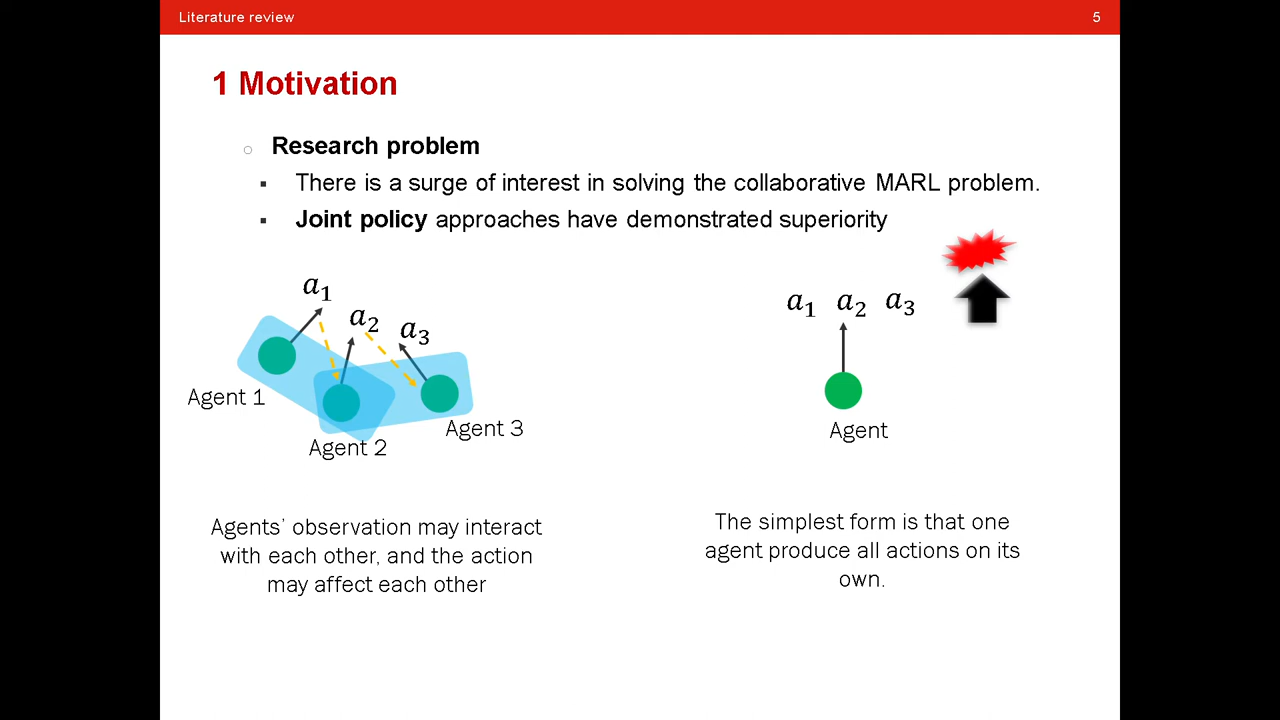 Literature review 5
1 Motivation
Research problem
There is a surge of interest in solving the collaborative MARL problem.
Joint policy approaches have demonstrated superiority
a₁
a₂
a₃
Agent 1
Agent 2
Agent 3
Agents’ observation may interact
with each other, and the action
may affect each other
a₁ a₂ a₃
Agent
The simplest form is that one
agent produce all actions on its
own.